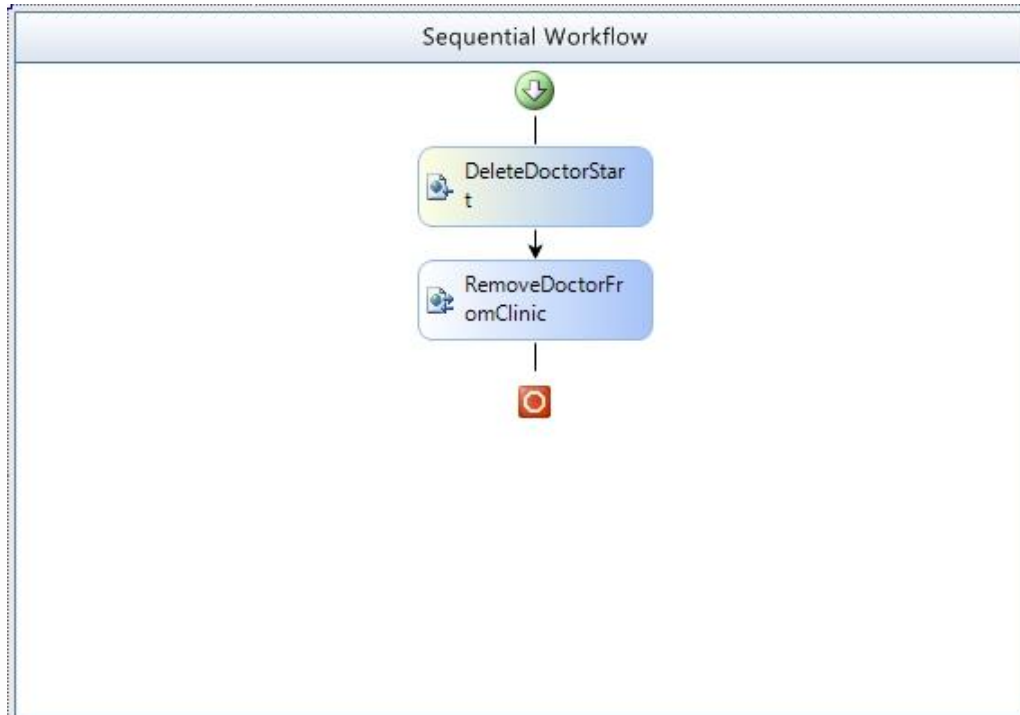 Sequential Workflow
DeleteDoctorStar
t
RemoveDoctorFr
omClinic